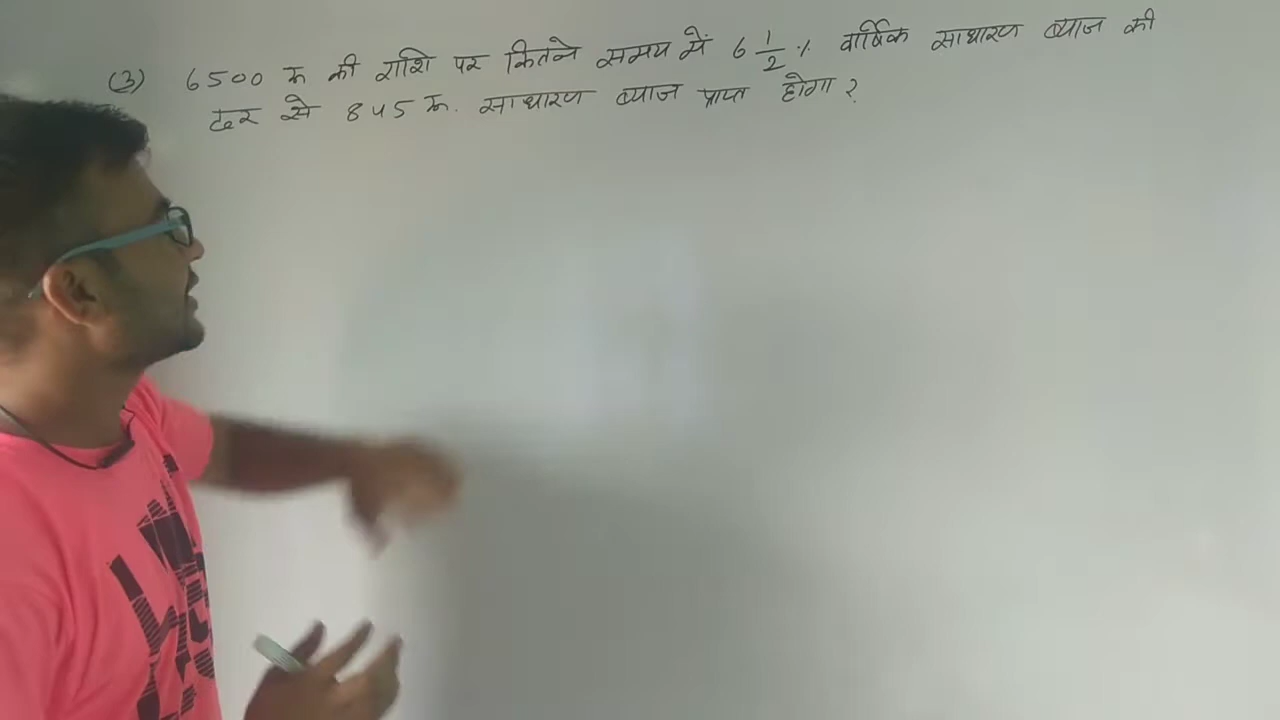 (3) 6500 रु की राशि पर कितने समय में 6 1/2 % वार्षिक साधारण ब्याज की
दर से 845 रु. साधारण ब्याज प्राप्त होगा ?